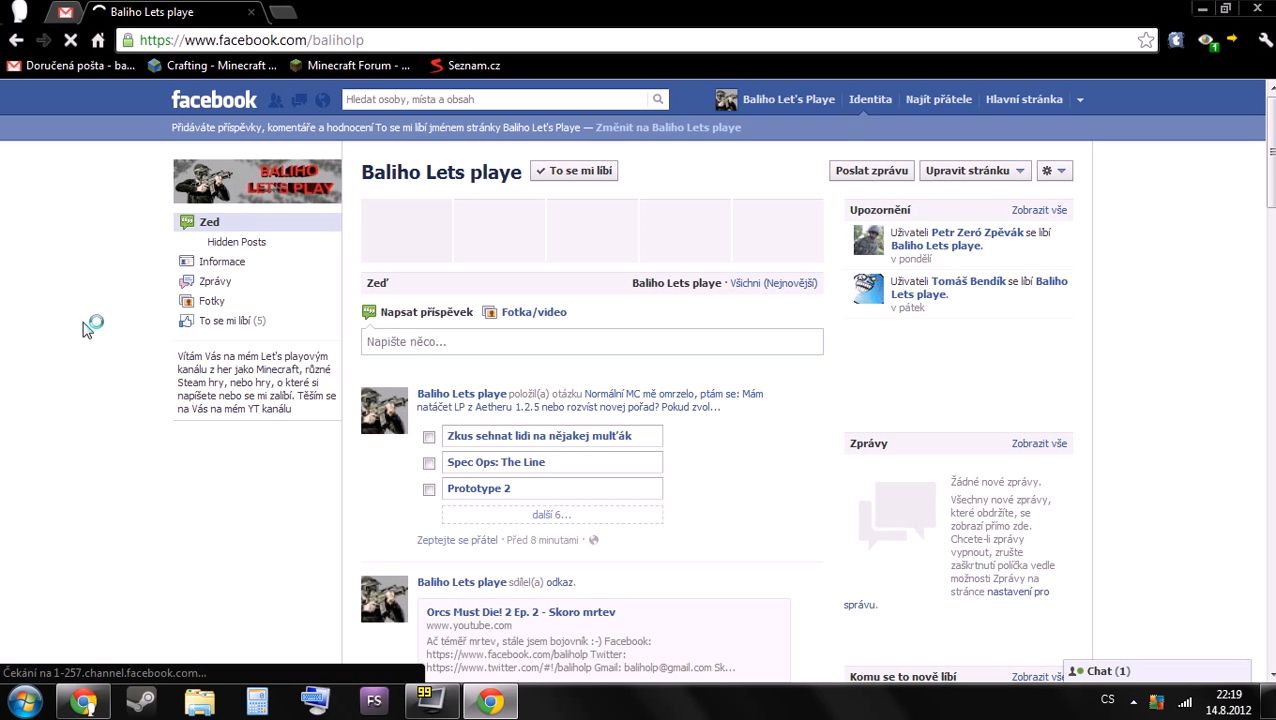 Baliho Lets playe
https://www.facebook.com/baliholp
Doručená pošta - ba...
Crafting - Minecraft ...
Minecraft Forum - ...
Seznam.cz
facebook
Hledat osoby, místa a obsah
Baliho Let's Playe
Identita
Najít přátele
Hlavní stránka
Přidáváte příspěvky, komentáře a hodnocení To se mi líbí jménem stránky Baliho Let's Playe — Změnit na Baliho Lets playe
BALIHO
LET'S PLAY
Zeď
Hidden Posts
Informace
Zprávy
Fotky
To se mi líbí (5)
Vítám Vás na mém Let's playovým
kanálu z her jako Minecraft, různé
Steam hry, nebo hry, o které si
napíšete nebo se mi zalíbí. Těším se
na Vás na mém YT kanálu
Baliho Lets playe
To se mi líbí
Poslat zprávu
Upravit stránku
Zeď
Baliho Lets playe · Všichni (Nejnovější)
Napsat příspěvek
Fotka/video
Napište něco...
Baliho Lets playe položil(a) otázku Normální MC mě omrzelo, ptám se: Mám
natáčet LP z Aetheru 1.2.5 nebo rozvíst novej pořad? Pokud zvol...
Zkus sehnat lidi na nějakej mulťák
Spec Ops: The Line
Prototype 2
další 6...
Zeptejte se přátel · Před 8 minutami ·
Baliho Lets playe sdílel(a) odkaz.
Orcs Must Die! 2 Ep. 2 - Skoro mrtev
www.youtube.com
Ač téměř mrtev, stále jsem bojovník :-) Facebook:
https://www.facebook.com/baliholp Twitter:
https://www.twitter.com/#!/baliholp Gmail: baliholp@gmail.com Sk...
Upozornění
Zobrazit vše
Uživateli Petr Zeró Zpěvák se líbí
Baliho Lets playe.
v pondělí
Uživateli Tomáš Bendík se líbí Baliho
Lets playe.
v pátek
Zprávy
Zobrazit vše
Žádné nové zprávy.
Všechny nové zprávy,
které obdržíte, se
zobrazí přímo zde.
Chcete-li zprávy
vypnout, zrušte
zaškrtnutí políčka vedle
možnosti Zprávy na
stránce nastavení pro
správu.
Komu se to nově líbí
Zobrazit vše
Chat (1)
Čekání na 1-257.channel.facebook.com...
FS
99
CS
22:19
14.8.2012